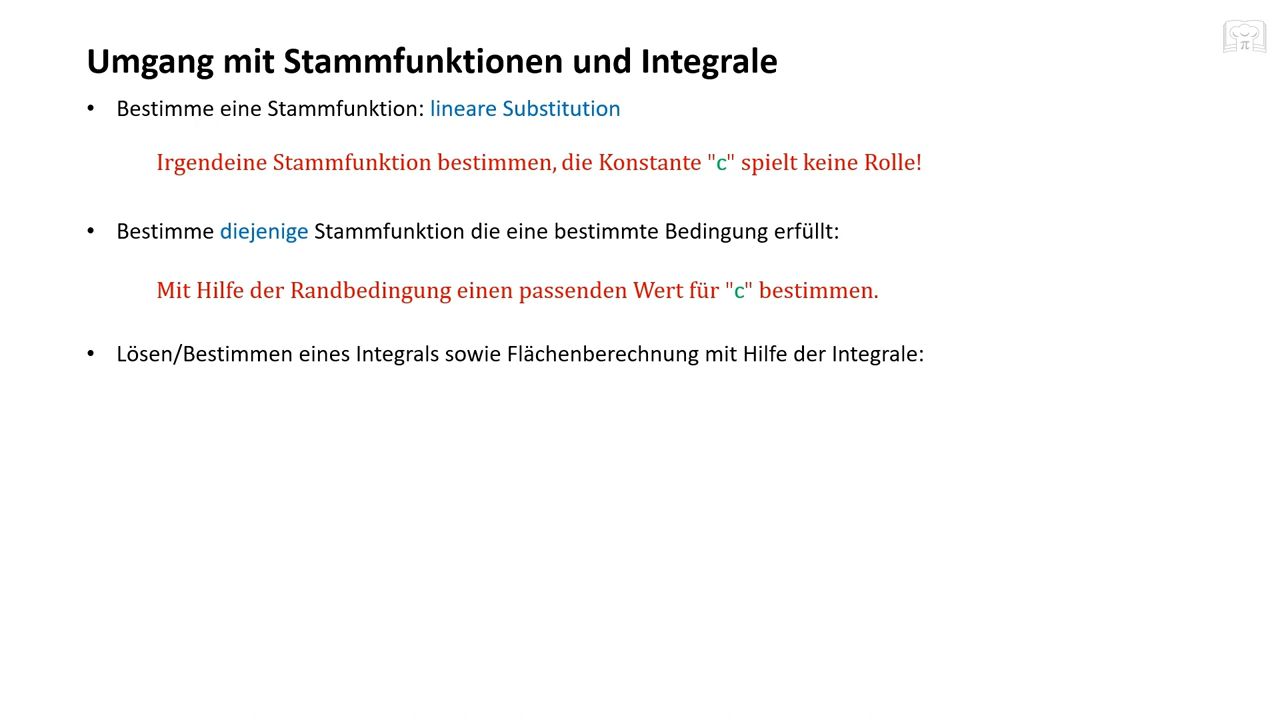 Umgang mit Stammfunktionen und Integrale
• Bestimme eine Stammfunktion: lineare Substitution
Irgendeine Stammfunktion bestimmen, die Konstante "c" spielt keine Rolle!
• Bestimme diejenige Stammfunktion die eine bestimmte Bedingung erfüllt:
Mit Hilfe der Randbedingung einen passenden Wert für "c" bestimmen.
• Lösen/Bestimmen eines Integrals sowie Flächenberechnung mit Hilfe der Integrale:
π